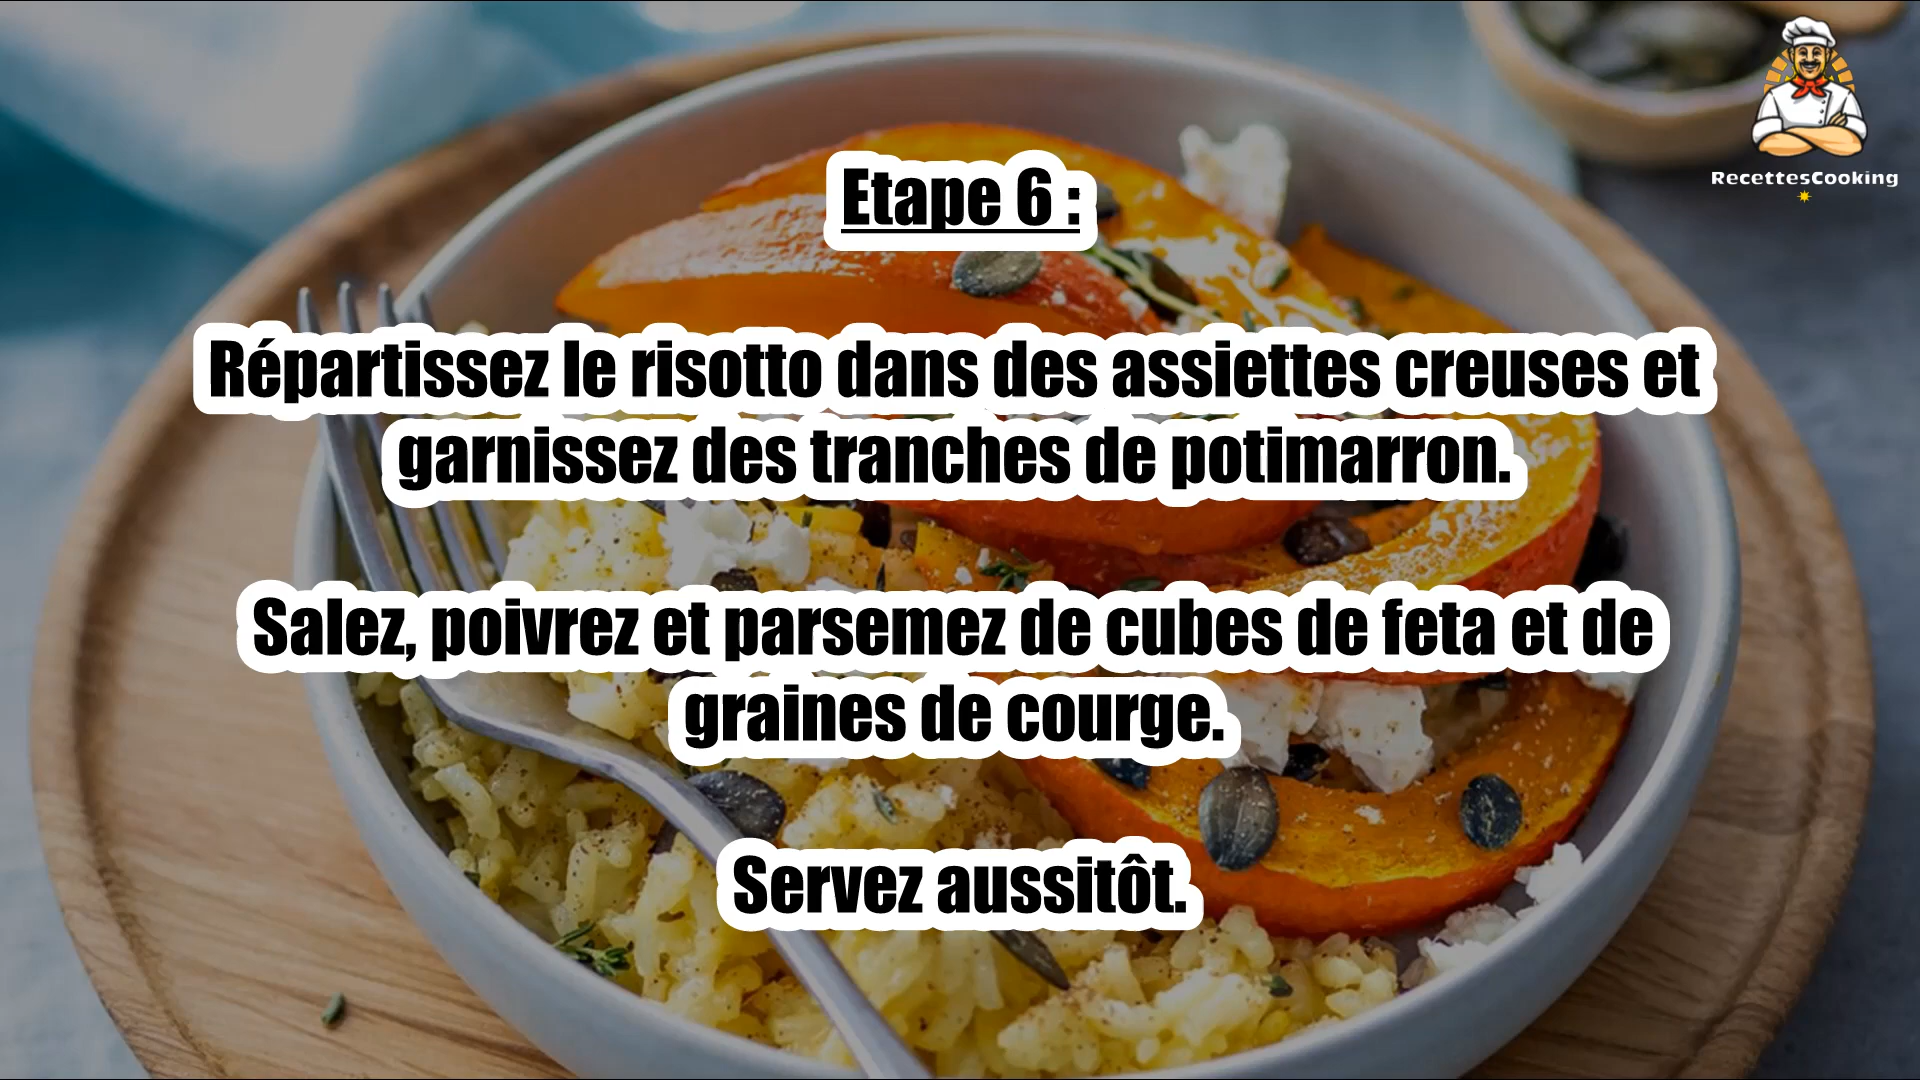 RecettesCooking
Etape 6 :
Répartissez le risotto dans des assiettes creuses et
garnissez des tranches de potimarron.
Salez, poivrez et parsemez de cubes de feta et de
graines de courge.
Servez aussitôt.